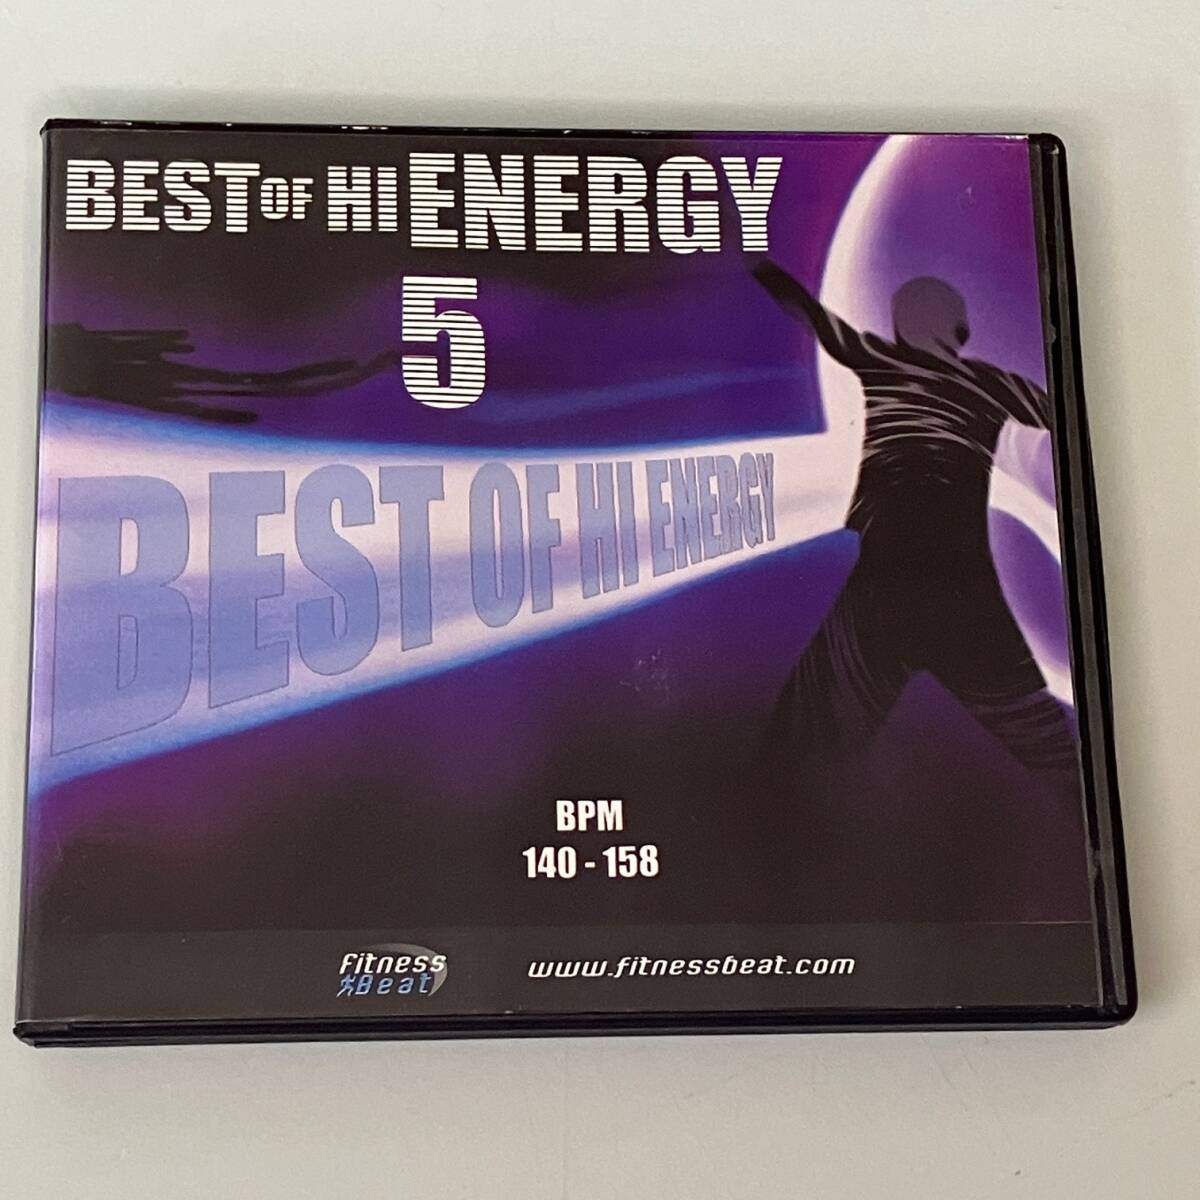 BEST OF HI ENERGY
5
BEST OF HI ENERGY
BPM
140 - 158
Fitness
Beat
www.fitnessbeat.com